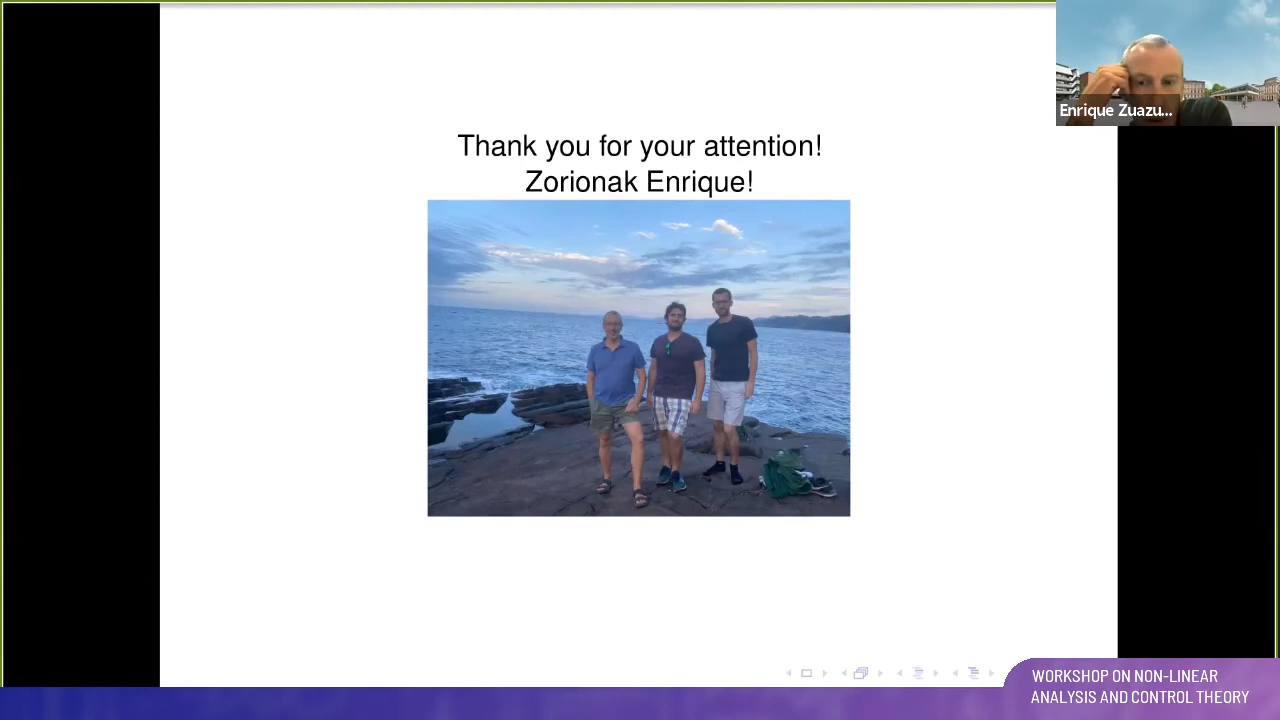 Thank you for your attention!
Zorionak Enrique!
Enrique Zuazu...
WORKSHOP ON NON-LINEAR
ANALYSIS AND CONTROL THEORY